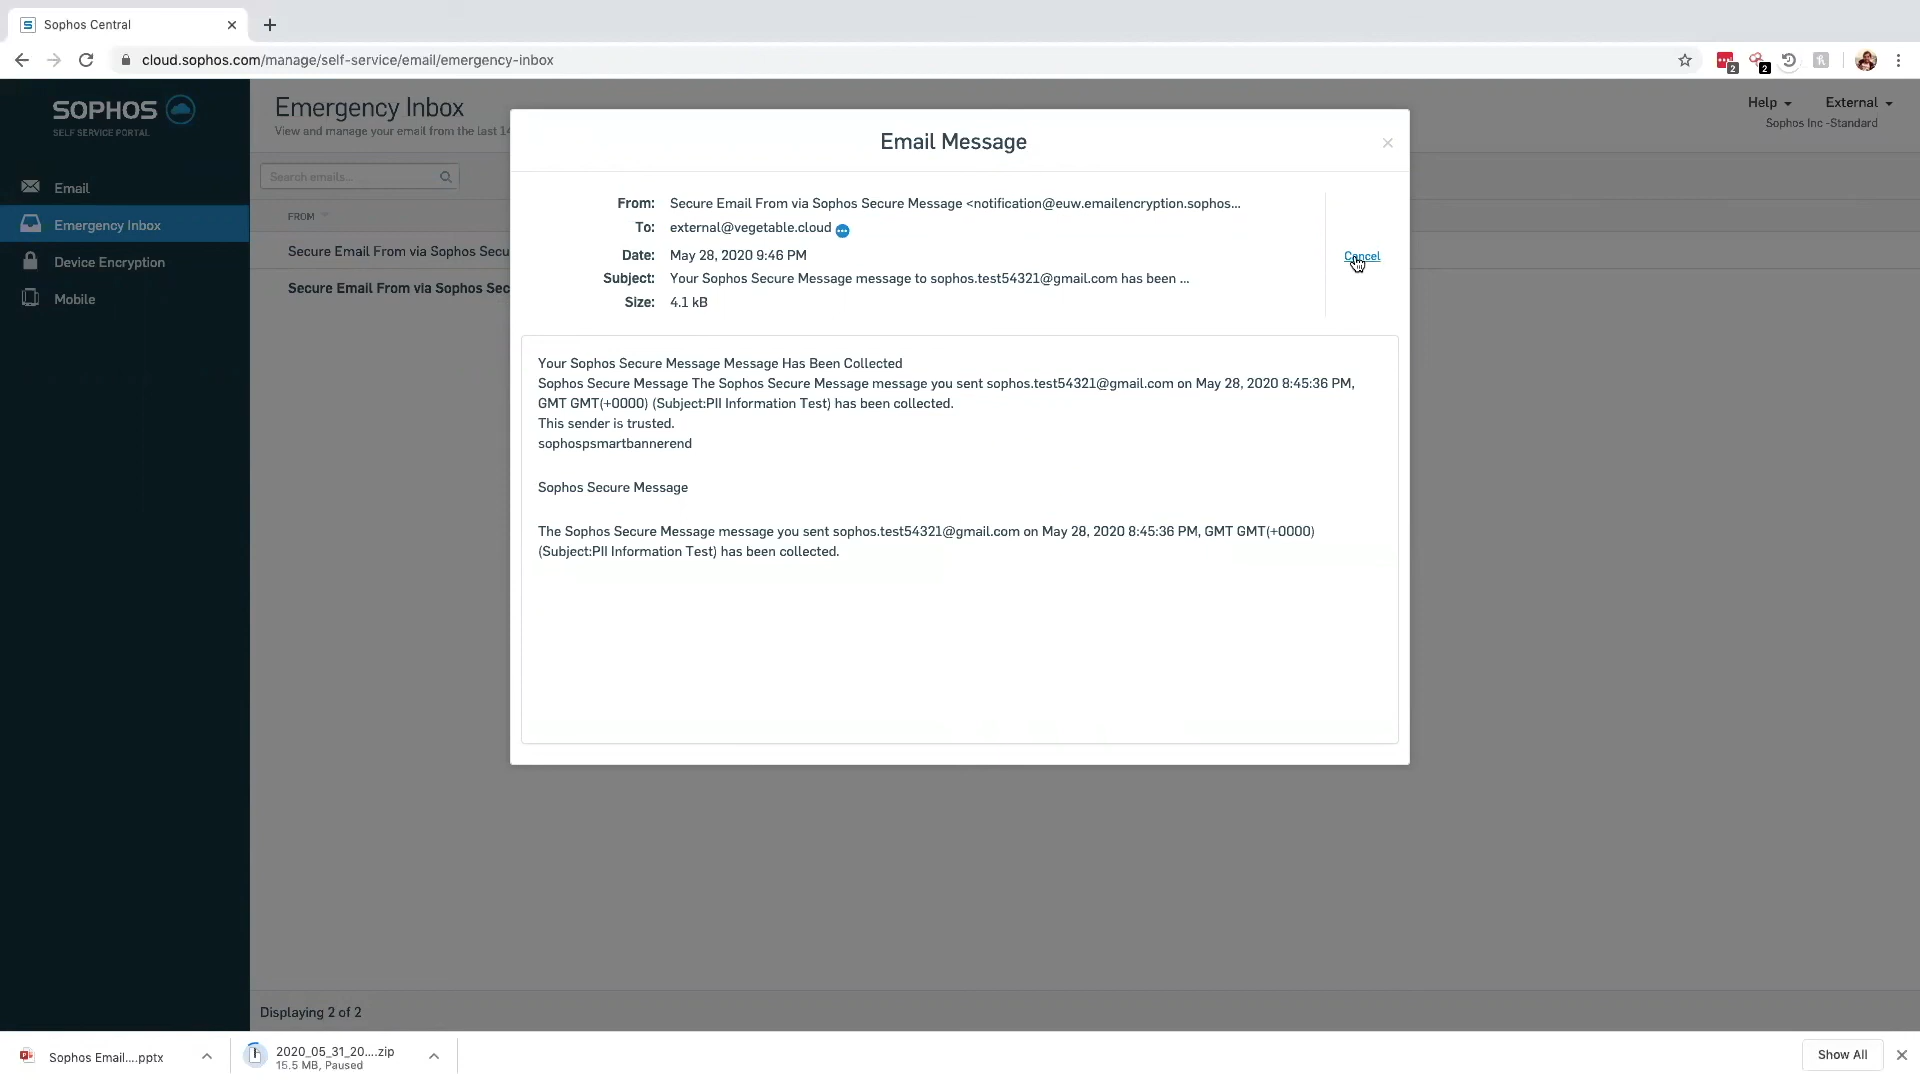 Sophos Central
cloud.sophos.com/manage/self-service/email/emergency-inbox
2
2
SOPHOS
SELF SERVICE PORTAL
Email
Emergency Inbox
Device Encryption
Mobile
Emergency Inbox
View and manage your email from the last 14
Help
External
Sophos Inc -Standard
Search emails...
FROM
Secure Email From via Sophos Secu
Secure Email From via Sophos Sec
Email Message
From: Secure Email From via Sophos Secure Message <notification@euw.emailencryption.sophos...
To: external@vegetable.cloud
Date: May 28, 2020 9:46 PM
Subject: Your Sophos Secure Message message to sophos.test54321@gmail.com has been ...
Size: 4.1 kB
Cancel
Your Sophos Secure Message Message Has Been Collected
Sophos Secure Message The Sophos Secure Message message you sent sophos.test54321@gmail.com on May 28, 2020 8:45:36 PM,
GMT GMT(+0000) (Subject:PII Information Test) has been collected.
This sender is trusted.
sophospsmartbannerend
Sophos Secure Message
The Sophos Secure Message message you sent sophos.test54321@gmail.com on May 28, 2020 8:45:36 PM, GMT GMT(+0000)
(Subject:PII Information Test) has been collected.
Displaying 2 of 2
Sophos Email....pptx
2020_05_31_20....zip
15.5 MB, Paused
Show All